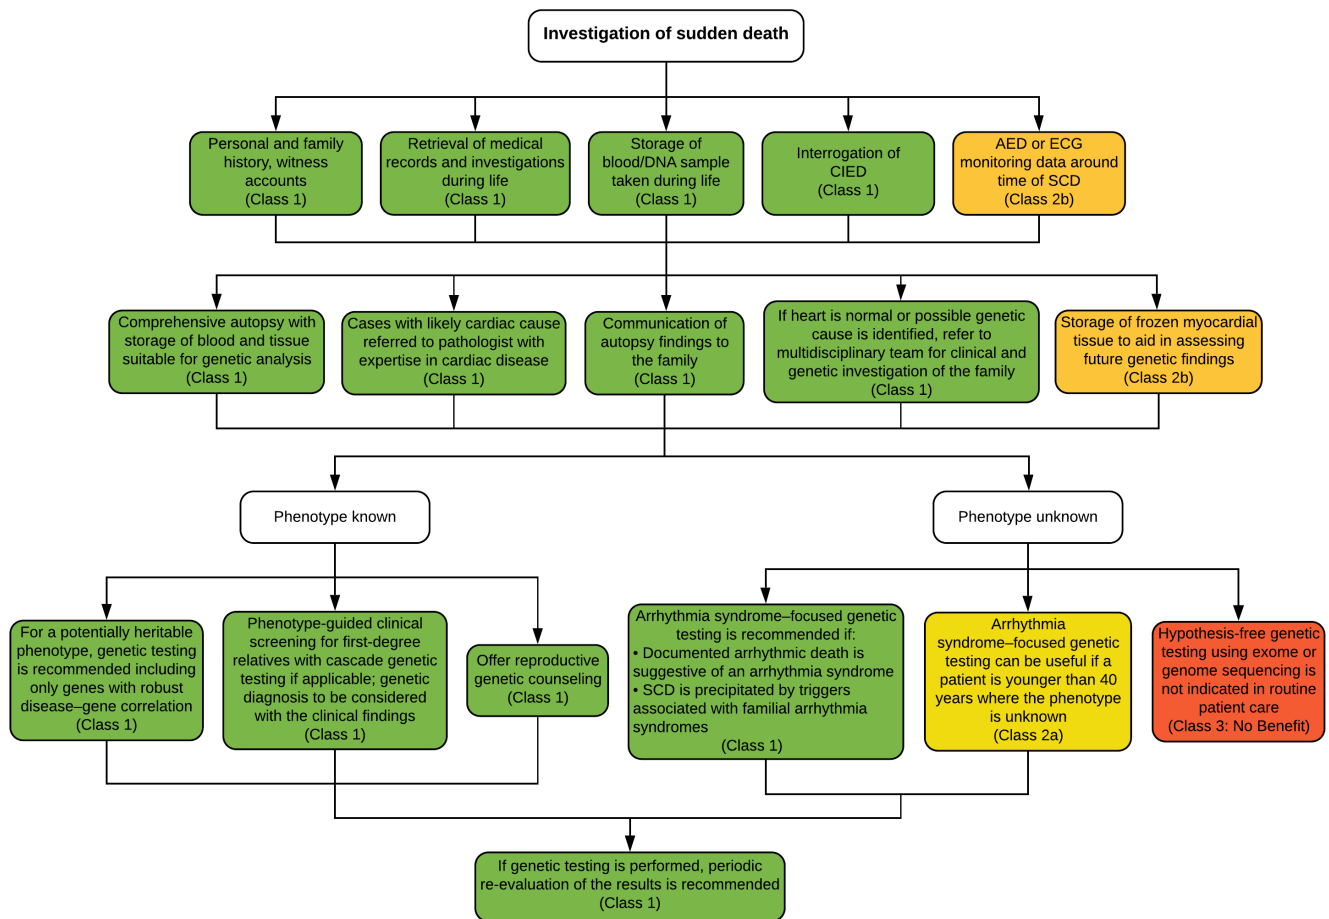 Investigation of sudden death
Personal and family
history, witness
accounts
(Class 1)
Retrieval of medical
records and investigations
during life
(Class 1)
Storage of
blood/DNA sample
taken during life
(Class 1)
Interrogation of
CIED
(Class 1)
AED or ECG
monitoring data around
time of SCD
(Class 2b)
Comprehensive autopsy with
storage of blood and tissue
suitable for genetic analysis
(Class 1)
Cases with likely cardiac cause
referred to pathologist with
expertise in cardiac disease
(Class 1)
Communication of
autopsy findings to
the family
(Class 1)
If heart is normal or possible genetic
cause is identified, refer to
multidisciplinary team for clinical and
genetic investigation of the family
(Class 1)
Storage of frozen myocardial
tissue to aid in assessing
future genetic findings
(Class 2b)
Phenotype known
Phenotype unknown
For a potentially heritable
phenotype, genetic testing
is recommended including
only genes with robust
disease–gene correlation
(Class 1)
Phenotype-guided clinical
screening for first-degree
relatives with cascade genetic
testing if applicable; genetic
diagnosis to be considered
with the clinical findings
(Class 1)
Offer reproductive
genetic counseling
(Class 1)
Arrhythmia syndrome–focused genetic
testing is recommended if:
• Documented arrhythmic death is
suggestive of an arrhythmia syndrome
• SCD is precipitated by triggers
associated with familial arrhythmia
syndromes
(Class 1)
Arrhythmia
syndrome–focused genetic
testing can be useful if a
patient is younger than 40
years where the phenotype
is unknown
(Class 2a)
Hypothesis-free genetic
testing using exome or
genome sequencing is
not indicated in routine
patient care
(Class 3: No Benefit)
If genetic testing is performed, periodic
re-evaluation of the results is recommended
(Class 1)